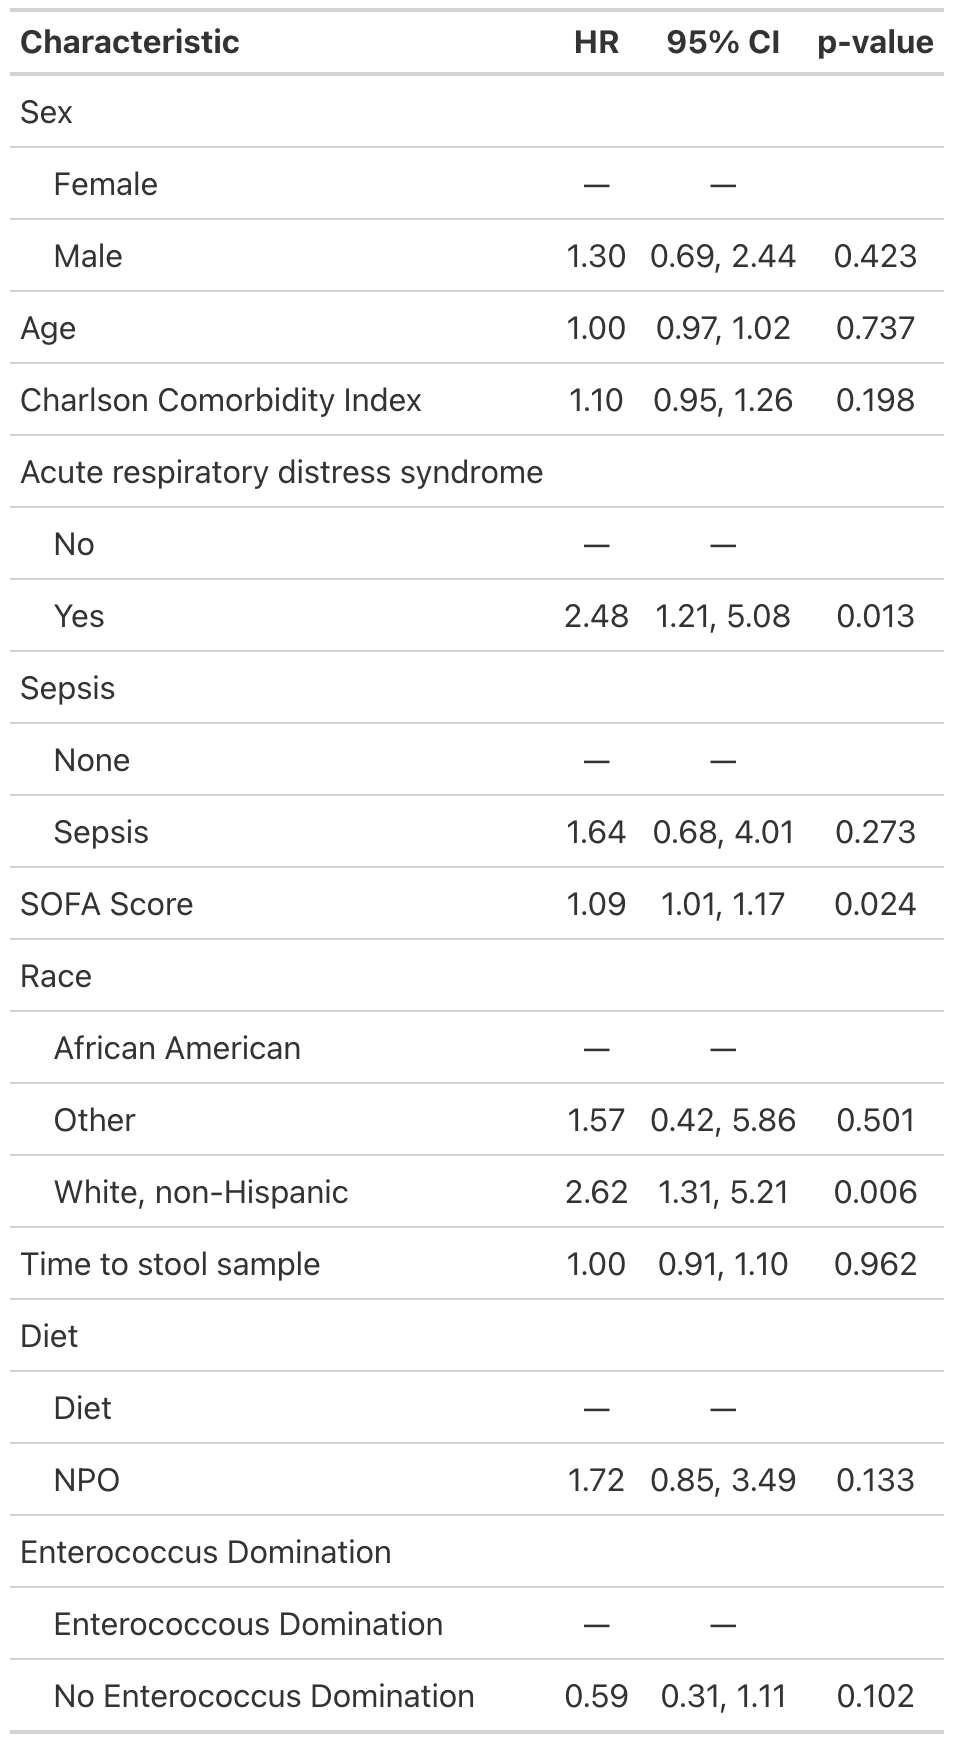 Characteristic HR 95% CI p-value
Sex
Female — —
Male 1.30 0.69, 2.44 0.423
Age 1.00 0.97, 1.02 0.737
Charlson Comorbidity Index 1.10 0.95, 1.26 0.198
Acute respiratory distress syndrome
No — —
Yes 2.48 1.21, 5.08 0.013
Sepsis
None — —
Sepsis 1.64 0.68, 4.01 0.273
SOFA Score 1.09 1.01, 1.17 0.024
Race
African American — —
Other 1.57 0.42, 5.86 0.501
White, non-Hispanic 2.62 1.31, 5.21 0.006
Time to stool sample 1.00 0.91, 1.10 0.962
Diet
Diet — —
NPO 1.72 0.85, 3.49 0.133
Enterococcus Domination
Enterococcous Domination — —
No Enterococcus Domination 0.59 0.31, 1.11 0.102